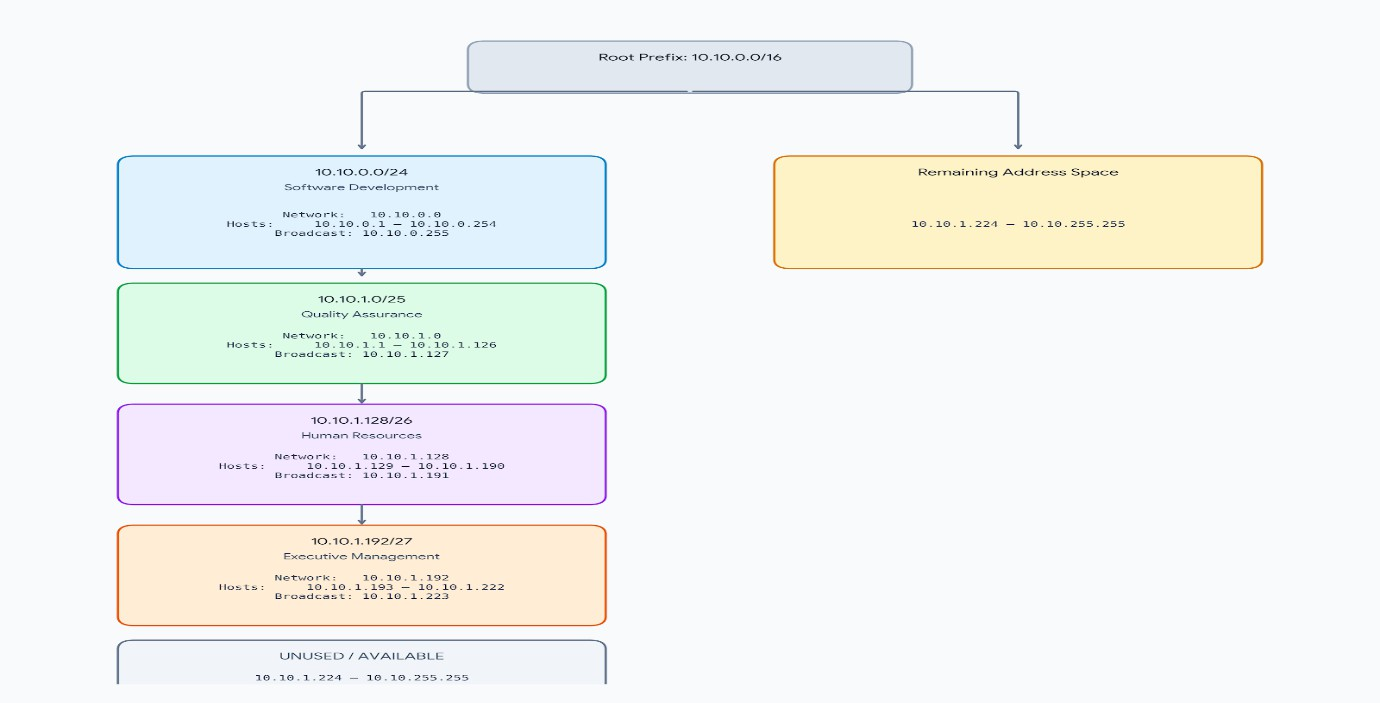 Root Prefix: 10.10.0.0/16
10.10.0.0/24
Software Development
Network: 10.10.0.0
Hosts: 10.10.0.1 – 10.10.0.254
Broadcast: 10.10.0.255
Remaining Address Space
10.10.1.224 – 10.10.255.255
10.10.1.0/25
Quality Assurance
Network: 10.10.1.0
Hosts: 10.10.1.1 – 10.10.1.126
Broadcast: 10.10.1.127
10.10.1.128/26
Human Resources
Network: 10.10.1.128
Hosts: 10.10.1.129 – 10.10.1.190
Broadcast: 10.10.1.191
10.10.1.192/27
Executive Management
Network: 10.10.1.192
Hosts: 10.10.1.193 – 10.10.1.222
Broadcast: 10.10.1.223
UNUSED / AVAILABLE
10.10.1.224 – 10.10.255.255